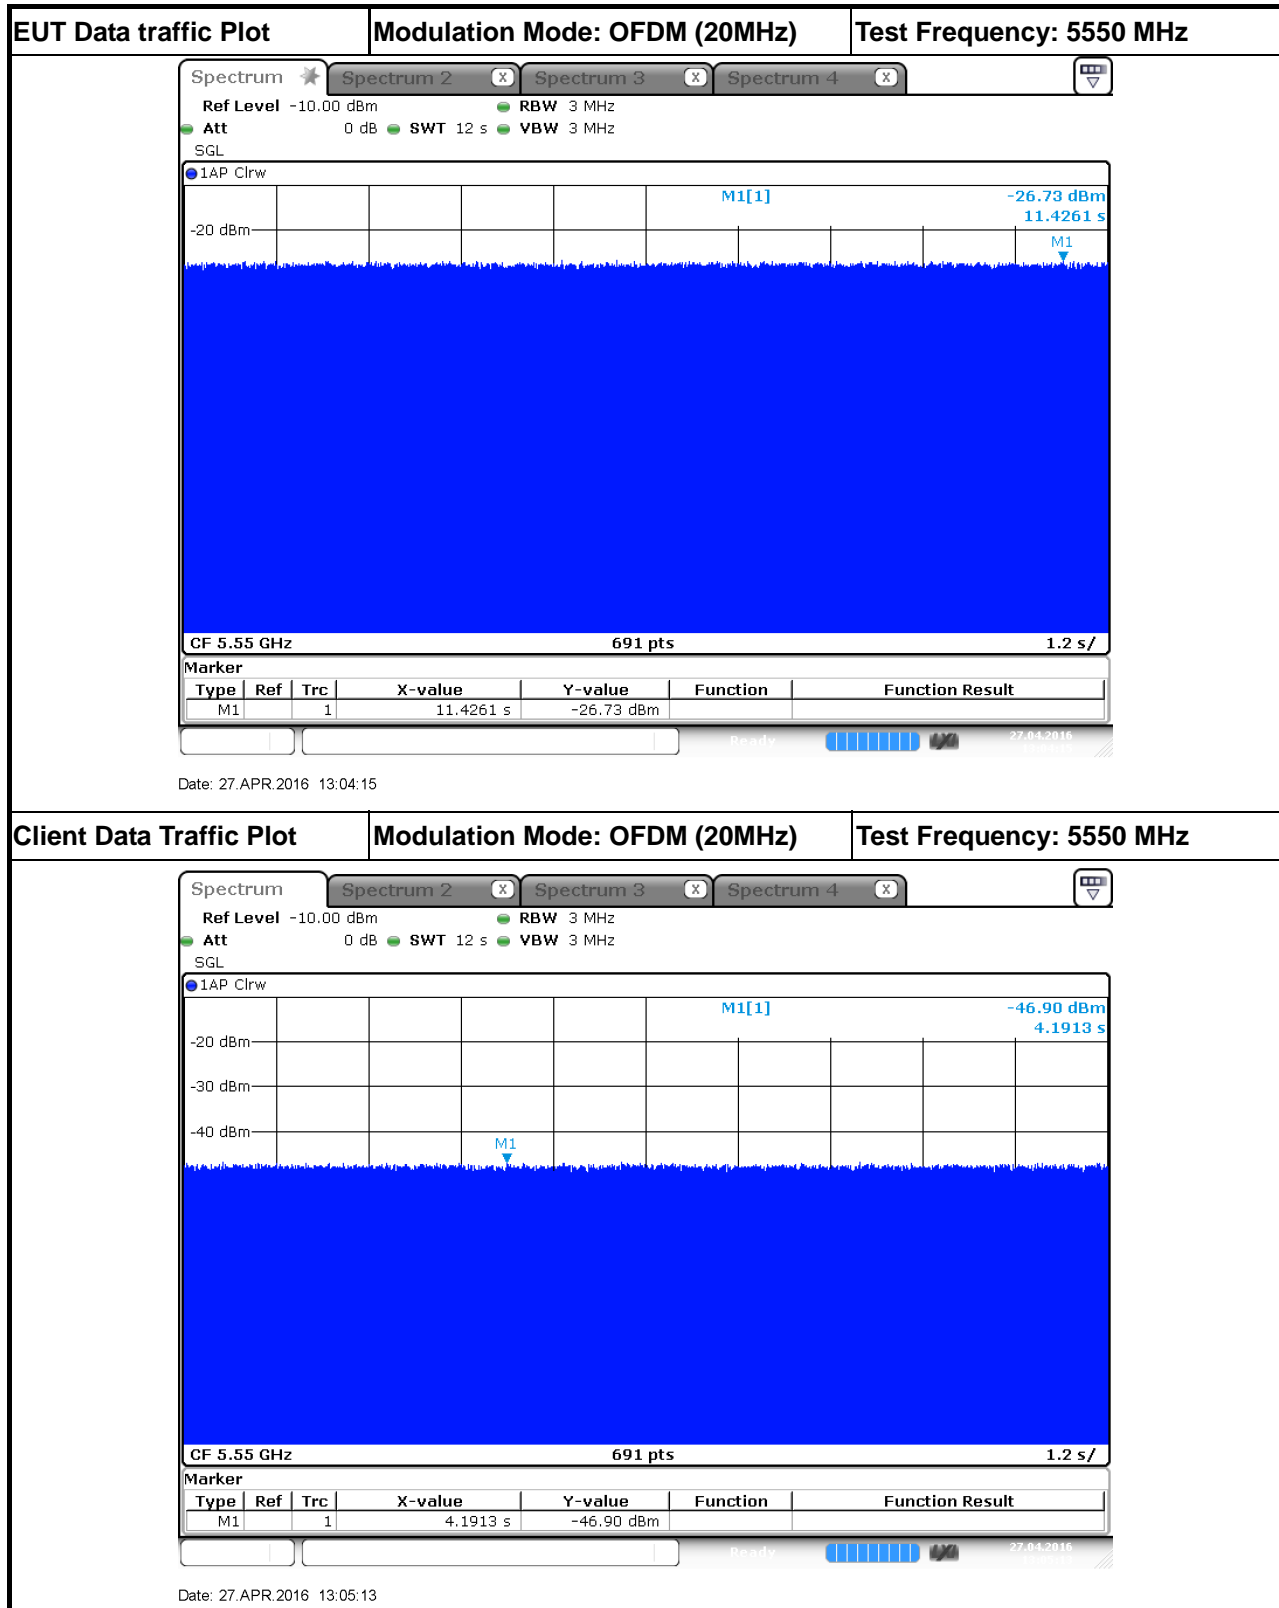 EUT Data traffic Plot Modulation Mode: OFDM (20MHz) Test Frequency: 5550 MHz
Spectrum Spectrum 2 X Spectrum 3 X Spectrum 4 X
Ref Level -10.00 dBm RBW 3 MHz
Att 0 dB SWT 12 s VBW 3 MHz
SGL
1AP Clrw
M1[1] -26.73 dBm
11.4261 s
-20 dBm
M1
CF 5.55 GHz 691 pts 1.2 s/
Marker
Type Ref Trc X-value Y-value Function Function Result
M1 1 11.4261 s -26.73 dBm
Ready 27.04.2016
Date: 27.APR.2016 13:04:15
Client Data Traffic Plot Modulation Mode: OFDM (20MHz) Test Frequency: 5550 MHz
Spectrum Spectrum 2 X Spectrum 3 X Spectrum 4 X
Ref Level -10.00 dBm RBW 3 MHz
Att 0 dB SWT 12 s VBW 3 MHz
SGL
1AP Clrw
M1[1] -46.90 dBm
4.1913 s
-20 dBm
-30 dBm
-40 dBm
M1
CF 5.55 GHz 691 pts 1.2 s/
Marker
Type Ref Trc X-value Y-value Function Function Result
M1 1 4.1913 s -46.90 dBm
Ready 27.04.2016
Date: 27.APR.2016 13:05:13